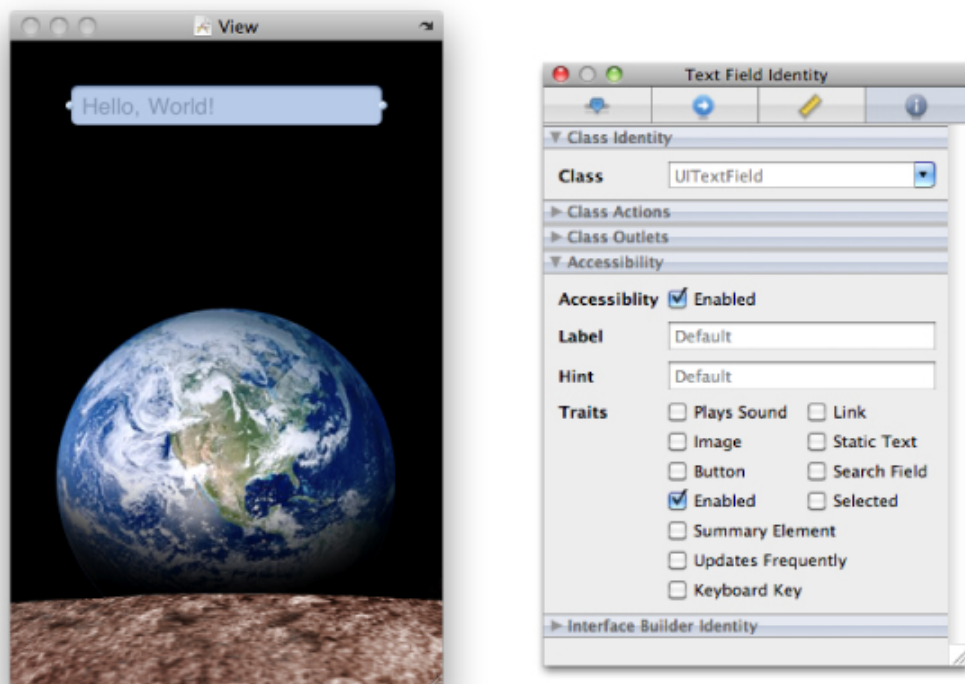 View
Hello, World!
Text Field Identity
Class Identity
Class UITextField
Class Actions
Class Outlets
Accessibility
Accessiblity Enabled
Label Default
Hint Default
Traits Plays Sound Link
Image Static Text
Button Search Field
Enabled Selected
Summary Element
Updates Frequently
Keyboard Key
Interface Builder Identity